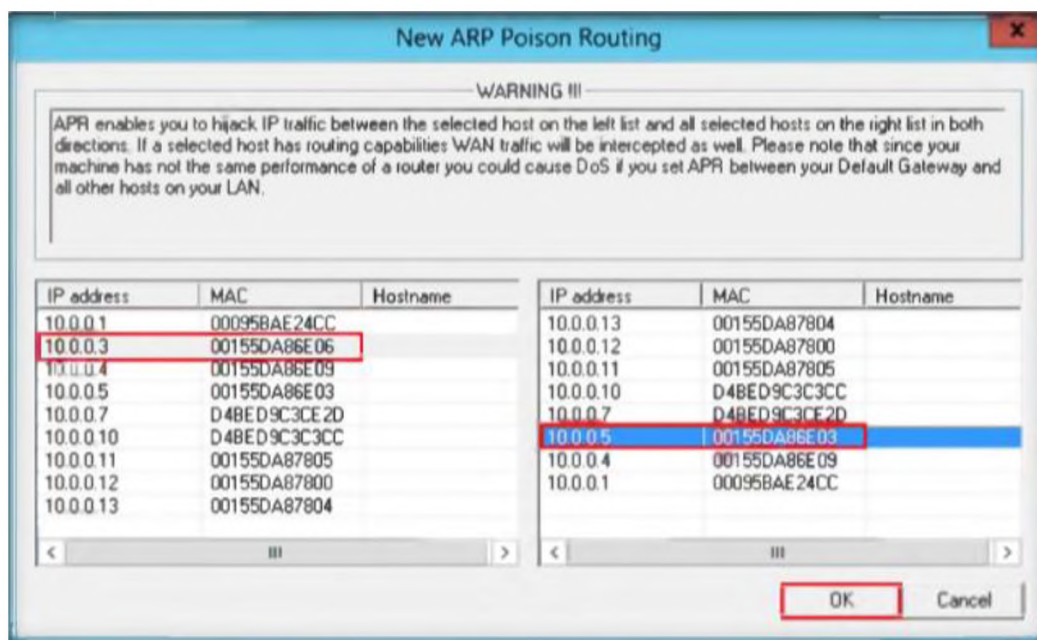 New ARP Poison Routing
x
WARNING !!!
APR enables you to hijack IP traffic between the selected host on the left list and all selected hosts on the right list in both
directions. If a selected host has routing capabilities WAN traffic will be intercepted as well. Please note that since your
machine has not the same performance of a router you could cause DoS if you set APR between your Default Gateway and
all other hosts on your LAN.
IP address MAC Hostname IP address MAC Hostname
10.0.0.1 00095BAE24CC 10.0.0.13 00155DA87804
10.0.0.3 00155DA86E06 10.0.0.12 00155DA87800
10.0.0.4 00155DA86E09 10.0.0.11 00155DA87805
10.0.0.5 00155DA86E03 10.0.0.10 D4BED9C3C3CC
10.0.0.7 D4BED9C3CE2D 10.0.0.7 D4BED9C3CE2D
10.0.0.10 D4BED9C3C3CC 10.0.0.5 00155DA86E03
10.0.0.11 00155DA87805 10.0.0.4 00155DA86E09
10.0.0.12 00155DA87800 10.0.0.1 00095BAE24CC
10.0.0.13 00155DA87804
OK Cancel